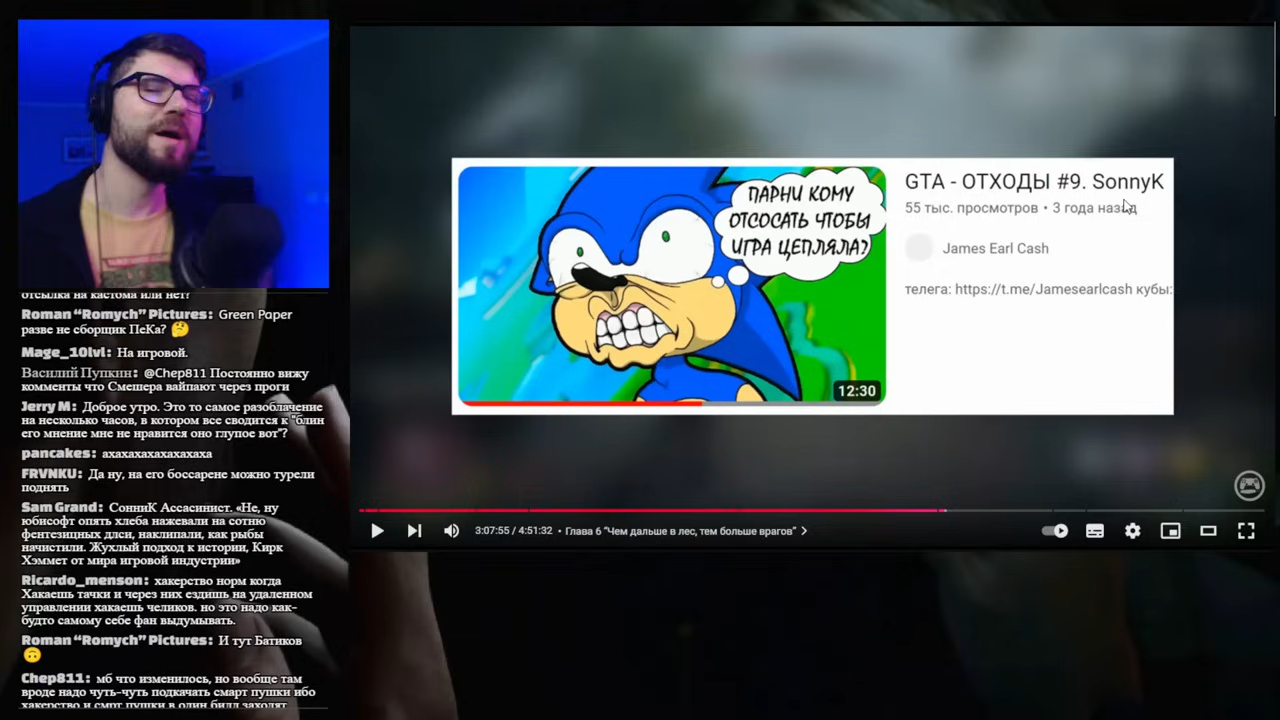 отсылка на кастома или нет?
Roman “Romych” Pictures: Green Paper
разве не сборщик ПеКа? 🤔
Mage_10lvl: На игровой.
Василий Пупкин: @Chep811 Постоянно вижу
комменты что Смешера вайпают через проги
Jerry M: Доброе утро. Это то самое разоблачение
на несколько часов, в котором все сводится к "блин
его мнение мне не нравится оно глупое вот"?
pancakes: ахахахахахахахаха
FRVNKU: Да ну, на его боссарене можно турели
поднять
Sam Grand: СонниК Ассасинист. «Не, ну
юбисофт опять хлеба нажевали на сотню
фентезицных длси, наклипали, как рыбы
начистили. Жухлый подход к истории, Кирк
Хэммет от мира игровой индустрии»
Ricardo_menson: хакерство норм когда
Хакаешь тачки и через них ездишь на удаленном
управлении хакаешь челиков. но это надо как-
будто самому себе фан выдумывать.
Roman “Romych” Pictures: И тут Батиков
🙃
Chep811: мб что изменилось, но вообще там
вроде надо чуть-чуть подкачать смарт пушки ибо
хакерство и смрт пушки в один билд заходят
ПАРНИ КОМУ
ОТСОСАТЬ ЧТОБЫ
ИГРА ЦЕПЛЯЛА?
12:30
GTA - ОТХОДЫ #9. SonnyK
55 тыс. просмотров • 3 года назад
James Earl Cash
телега: https://t.me/Jamesearlcash кубы:
3:07:55 / 4:51:32 • Глава 6 “Чем дальше в лес, тем больше врагов” >